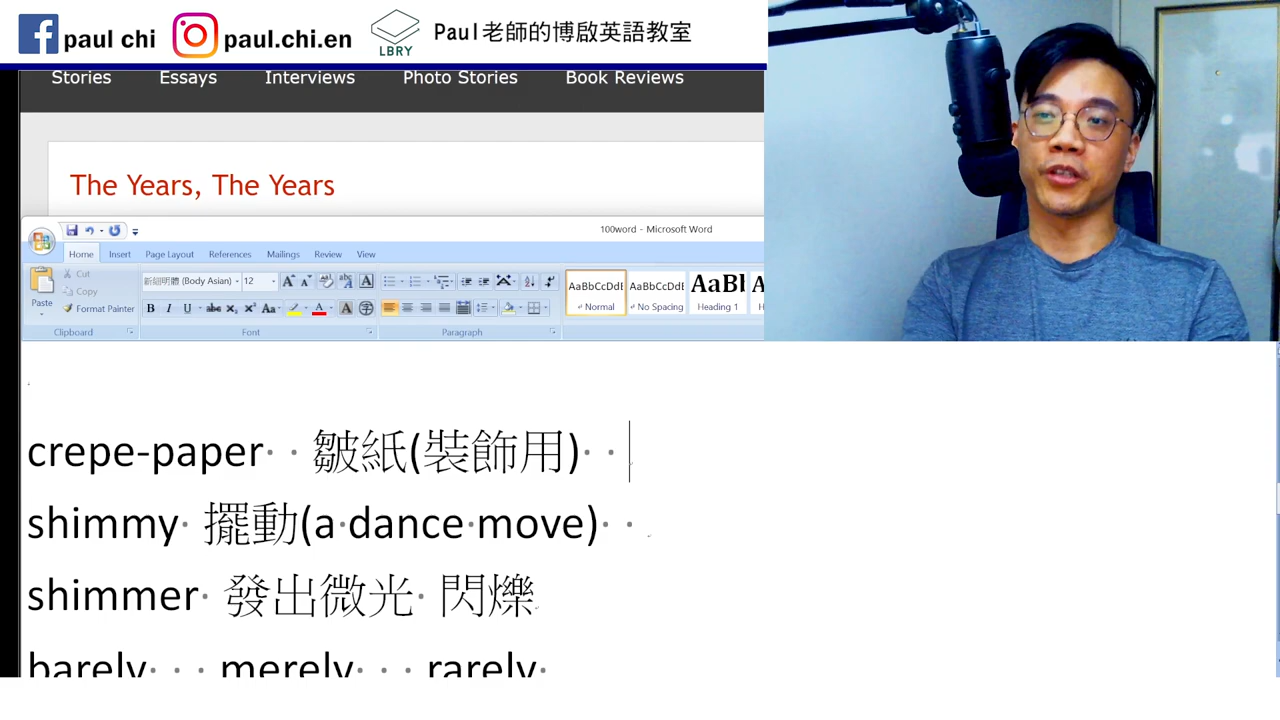 paul chi paul.chi.en LBRY Paul老師的博啟英語教室
Stories Essays Interviews Photo Stories Book Reviews
The Years, The Years
100word - Microsoft Word
Home Insert Page Layout References Mailings Review View
Paste Cut Copy Format Painter
新細明體 (Body Asian) 12
AaBbCcDdE AaBbCcDdE AaBl
Normal No Spacing Heading 1
Clipboard Font Paragraph
crepe-paper 皺紙(裝飾用)
shimmy 擺動(a dance move)
shimmer 發出微光 閃爍
barely merely rarely